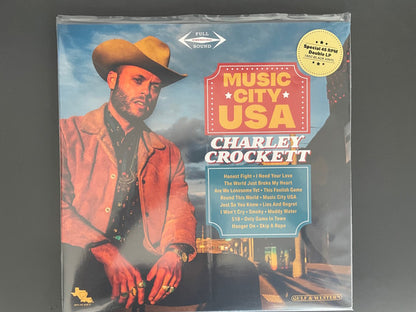 FULL
SOUND
Special 45 RPM
Double LP
MUSIC
CITY
USA
CHARLEY
CROCKETT
Honest Fight • I Need Your Love
The World Just Broke My Heart
Are We Lonesome Yet • This Foolish Game
Round This World • Music City USA
Just So You Know • Lies And Regret
I Won't Cry • Smoky • Muddy Water
518 • Only Game In Town
Hanger On • Skip A Rope
GULF & WESTERN